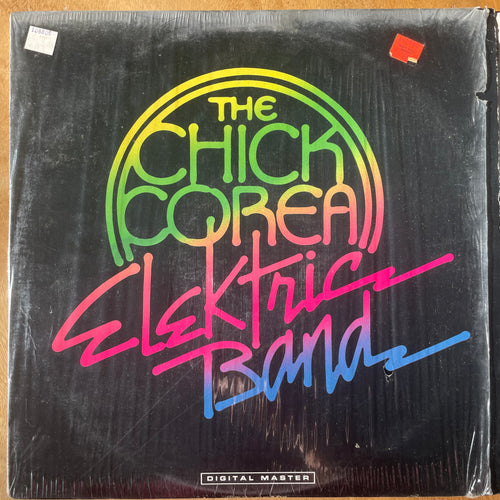 THE
CHICK
COREA
Elektric
Band
DIGITAL MASTER